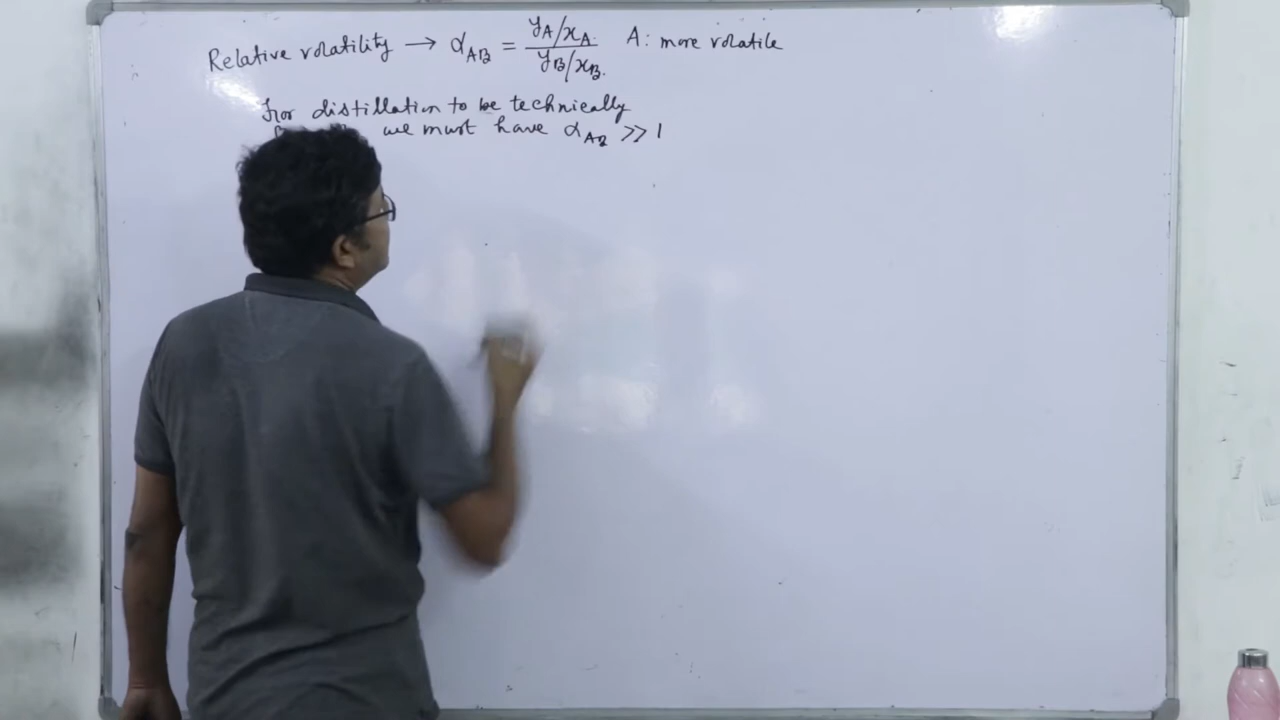 Relative volatility → α_AB = (y_A/x_A)/(y_B/x_B) A: more volatile
For distillation to be technically
we must have α_AB >> 1